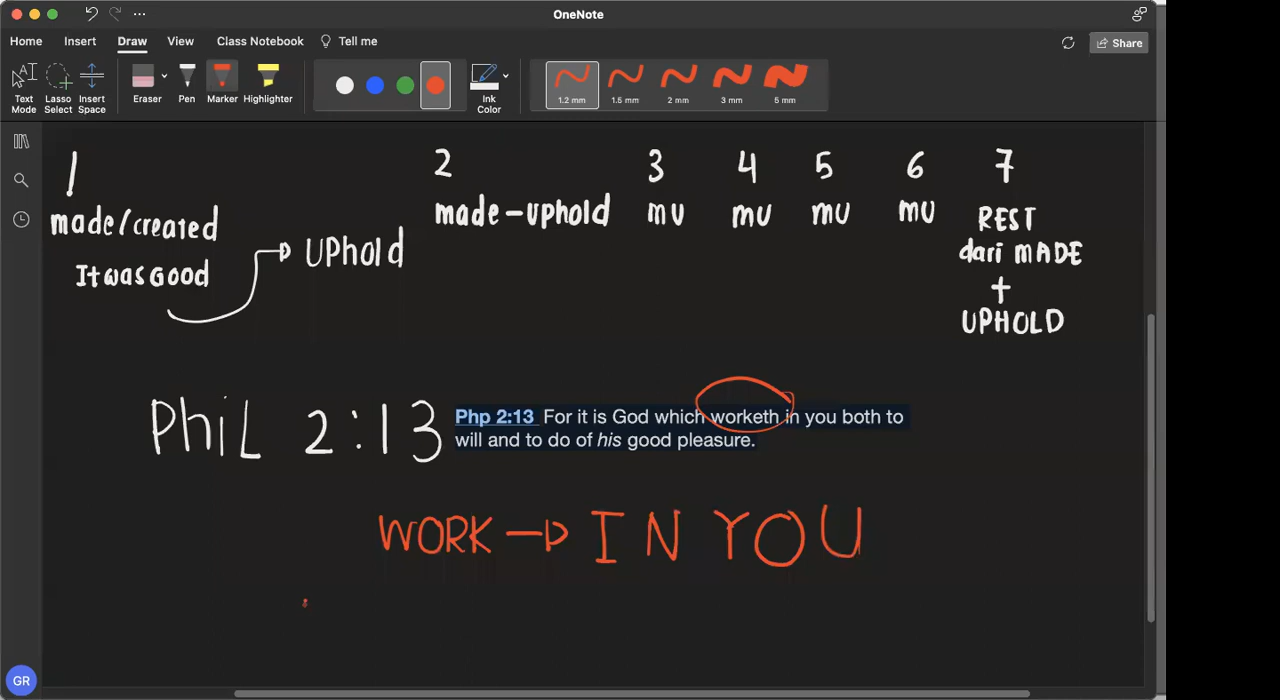 OneNote
Home Insert Draw View Class Notebook Tell me Share
Text Mode
Lasso Select
Insert Space
Eraser
Pen
Marker
Highlighter
Ink Color
1.2 mm
1.5 mm
2 mm
3 mm
5 mm
1 2 3 4 5 6 7
made/created
It was Good
UPhold
made-uphold
mu
mu
mu
mu
REST
dari MADE
+
UPHOLD
PhiL 2:13
Php 2:13 For it is God which worketh in you both to
will and to do of his good pleasure.
WORK → IN YOU
GR